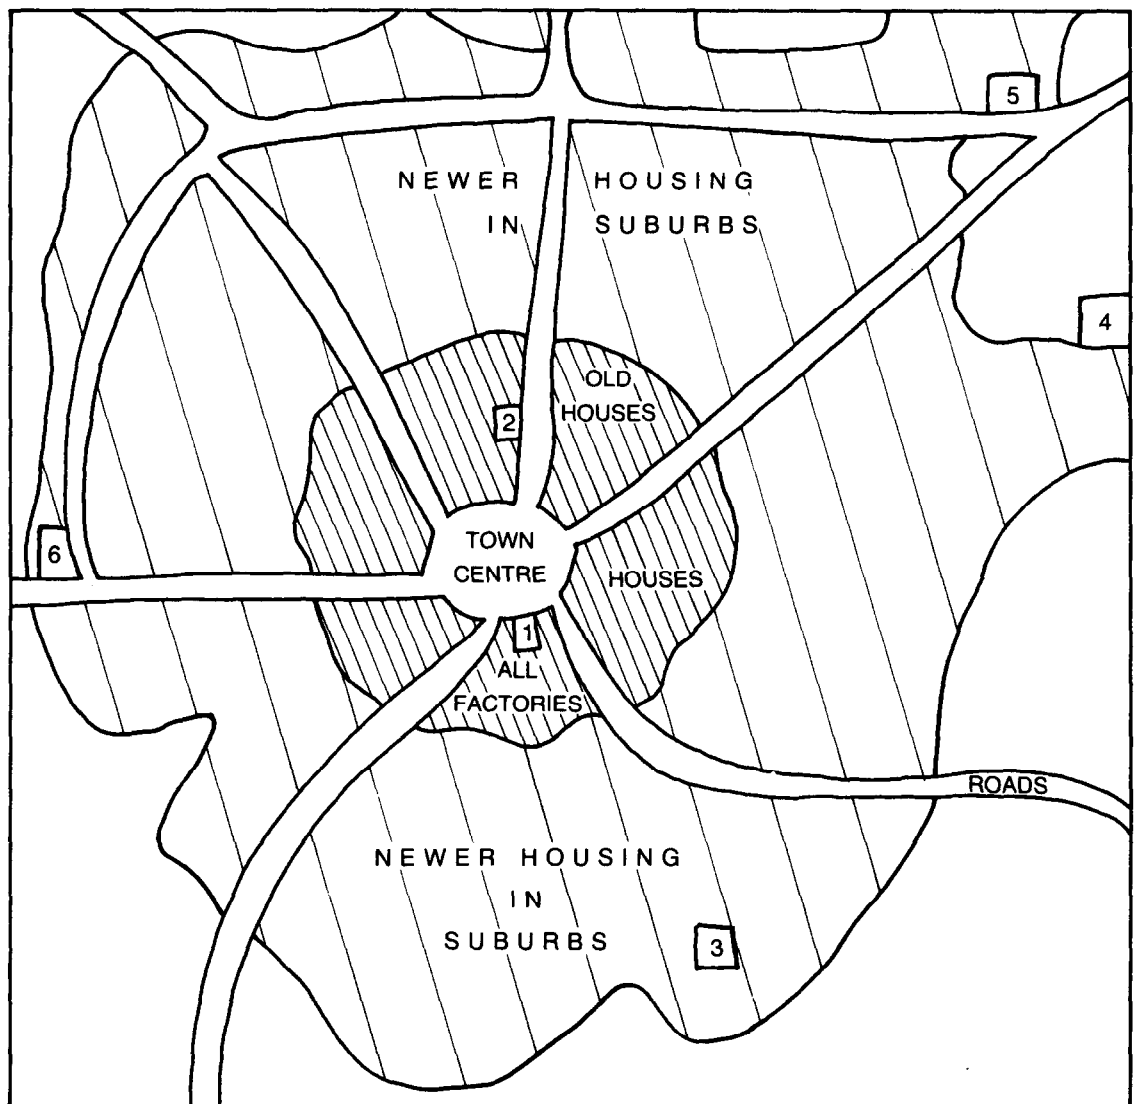 5
NEWER HOUSING
IN SUBURBS
4
OLD
HOUSES
2
TOWN
CENTRE
6
HOUSES
1
ALL
FACTORIES
ROADS
NEWER HOUSING
IN
SUBURBS
3